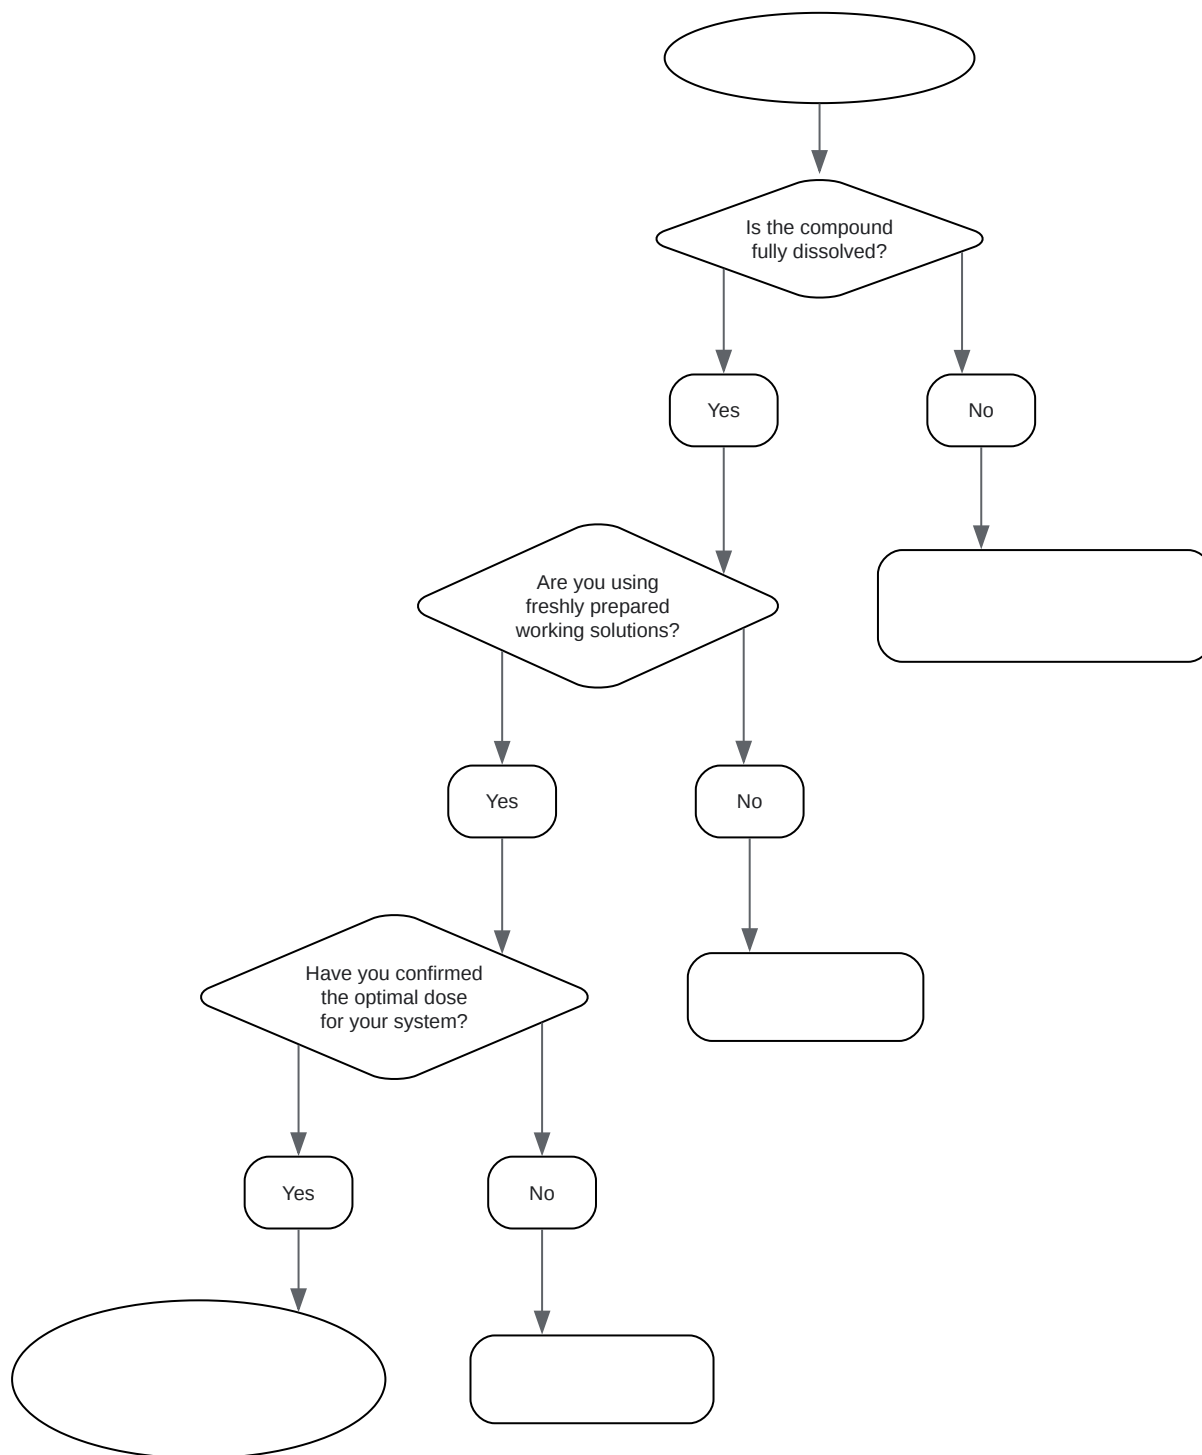 Is the compound
fully dissolved?
Yes
No
Are you using
freshly prepared
working solutions?
Yes
No
Have you confirmed
the optimal dose
for your system?
Yes
No